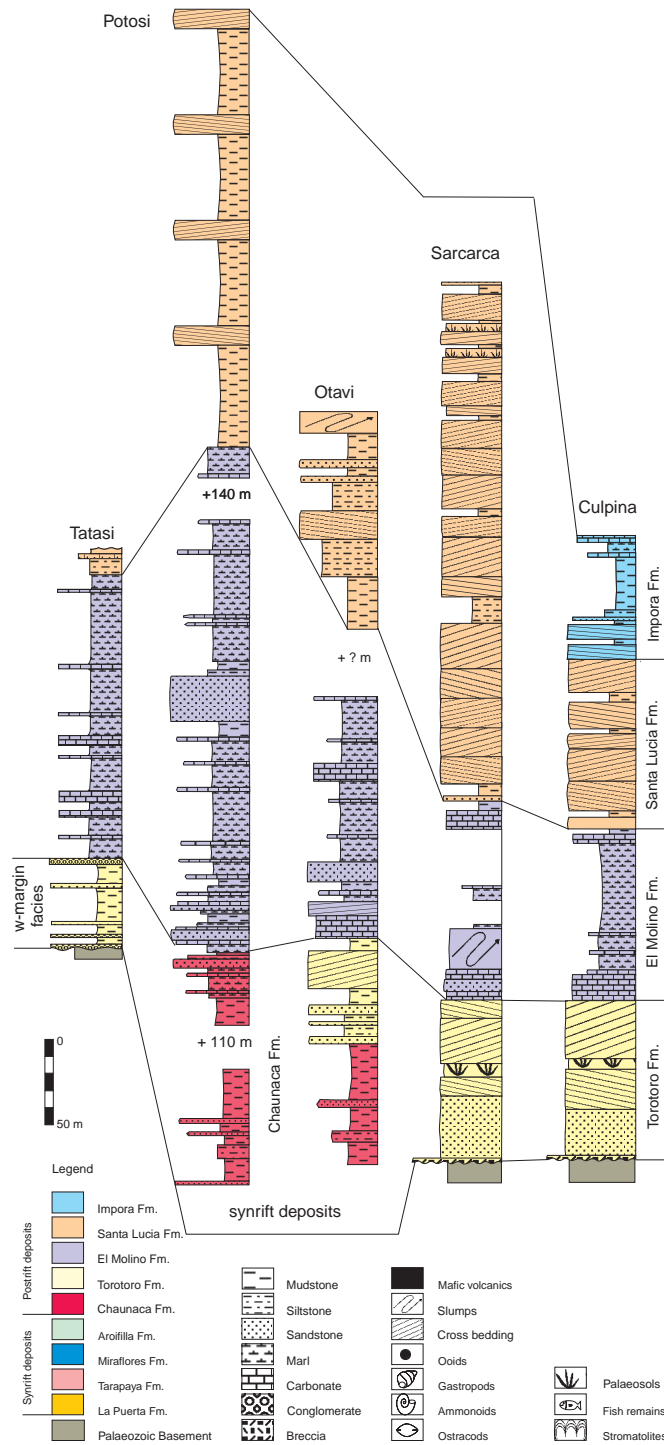 Potosi
Sarcarca
Otavi
+140 m
Culpina
Tatasi
Impora Fm.
+ ? m
Santa Lucia Fm.
w-margin
facies
El Molino Fm.
0
50 m
+ 110 m
Chaunaca Fm.
Torotoro Fm.
synrift deposits
Legend
Postrift deposits
Impora Fm.
Santa Lucia Fm.
El Molino Fm.
Torotoro Fm.
Chaunaca Fm.
Synrift deposits
Aroifilla Fm.
Miraflores Fm.
Tarapaya Fm.
La Puerta Fm.
Palaeozoic Basement
Mudstone
Siltstone
Sandstone
Marl
Carbonate
Conglomerate
Breccia
Mafic volcanics
Slumps
Cross bedding
Ooids
Gastropods
Ammonoids
Ostracods
Palaeosols
Fish remains
Stromatolites